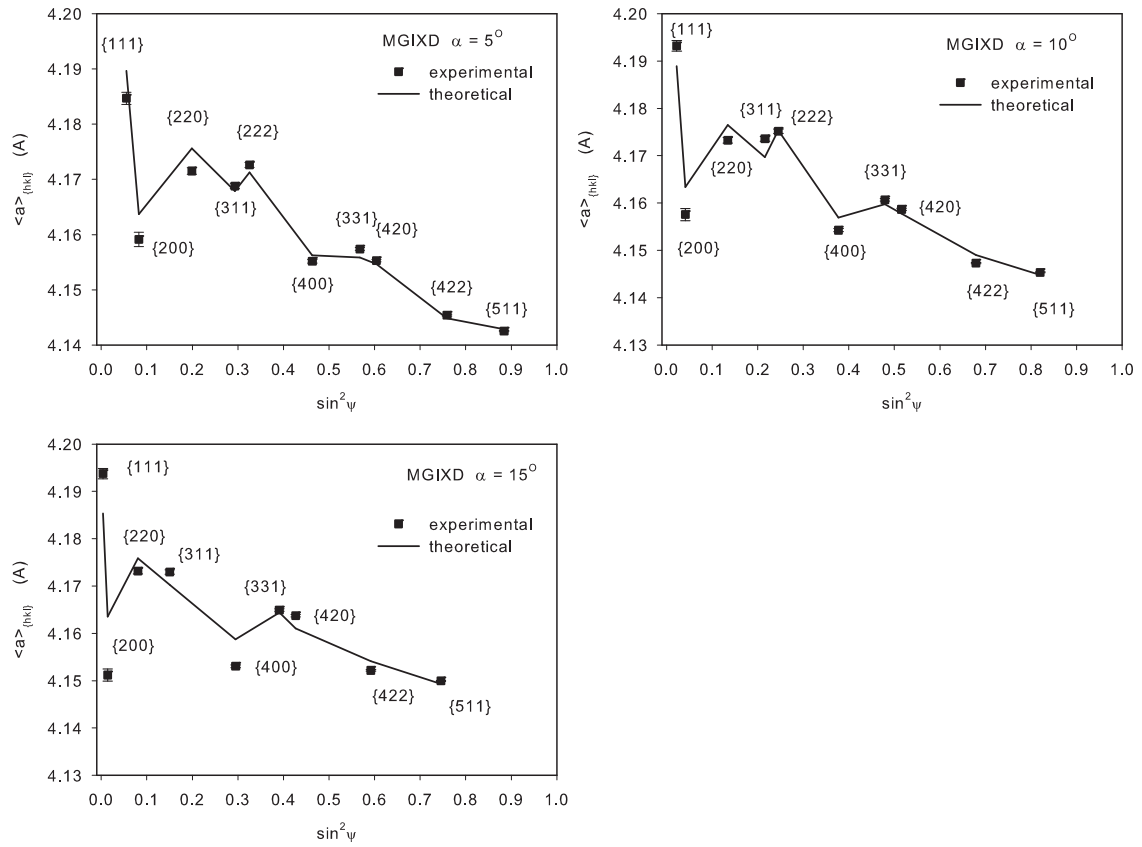 4.20
4.19
4.18
4.17
4.16
4.15
4.14
<a>{hkl} (A)
MGIXD α = 5°
experimental
theoretical
{111}
{220}
{222}
{311}
{200}
{331}
{420}
{400}
{422}
{511}
0.0 0.1 0.2 0.3 0.4 0.5 0.6 0.7 0.8 0.9 1.0
sin²ψ
4.20
4.19
4.18
4.17
4.16
4.15
4.14
4.13
<a>{hkl} (A)
MGIXD α = 10°
experimental
theoretical
{111}
{311} {222}
{220}
{331}
{420}
{200}
{400}
{422}
{511}
0.0 0.1 0.2 0.3 0.4 0.5 0.6 0.7 0.8 0.9 1.0
sin²ψ
4.20
4.19
4.18
4.17
4.16
4.15
4.14
4.13
<a>{hkl} (A)
MGIXD α = 15°
experimental
theoretical
{111}
{220}
{311}
{331}
{420}
{200}
{400}
{422}
{511}
0.0 0.1 0.2 0.3 0.4 0.5 0.6 0.7 0.8 0.9 1.0
sin²ψ